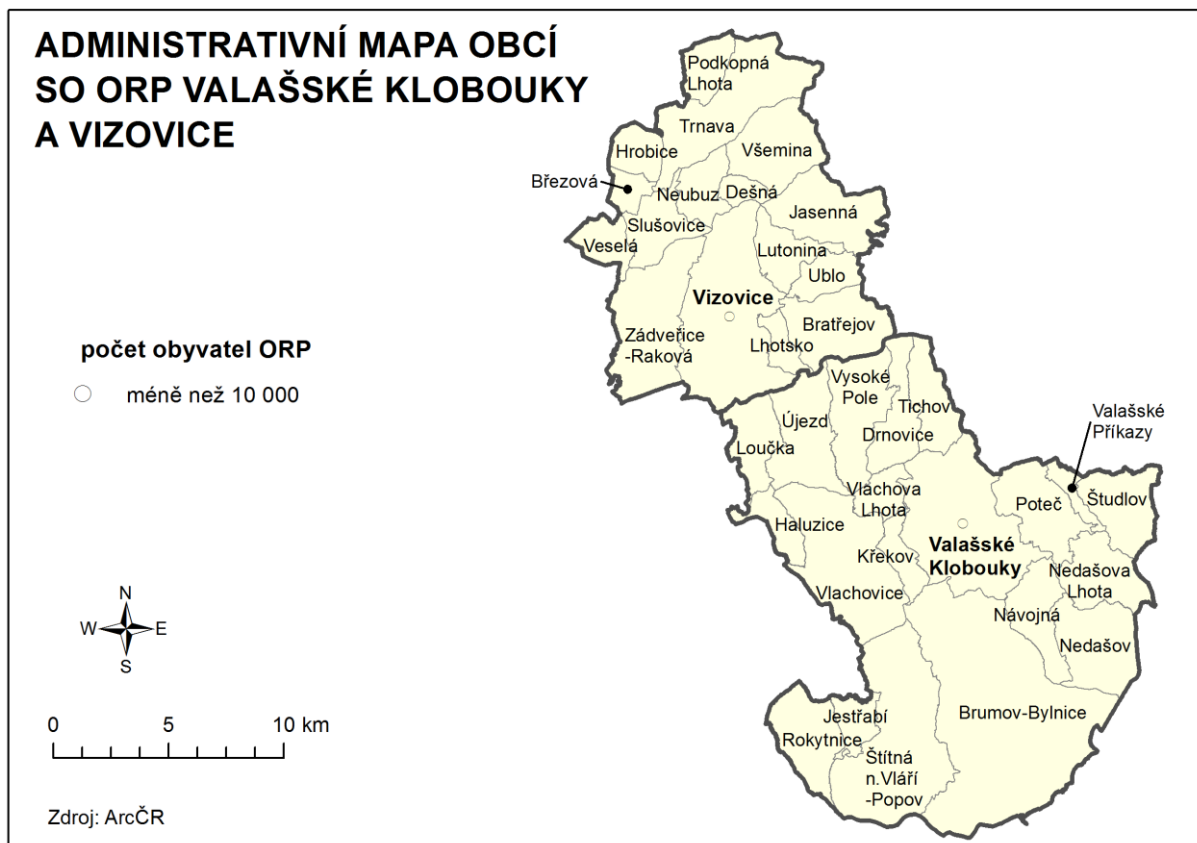 ADMINISTRATIVNÍ MAPA OBCÍ
SO ORP VALAŠSKÉ KLOBOUKY
A VIZOVICE
Podkopná
Lhota
Trnava
Hrobice
Všemina
Březová
Neubuz
Dešná
Jasenná
Slušovice
Veselá
Lutonina
Ublo
Vizovice
Bratřejov
Zádveřice
-Raková
Lhotsko
počet obyvatel ORP
méně než 10 000
Vysoké
Pole
Tichov
Újezd
Drnovice
Loučka
Valašské
Příkazy
Vlachova
Lhota
Poteč
Študlov
Haluzice
Valašské
Klobouky
Křekov
Nedašova
Lhota
Vlachovice
Návojná
Nedašov
N
W
E
S
Brumov-Bylnice
Jestřabí
Rokytnice
Štítná
n.Vláří
-Popov
0 5 10 km
Zdroj: ArcČR